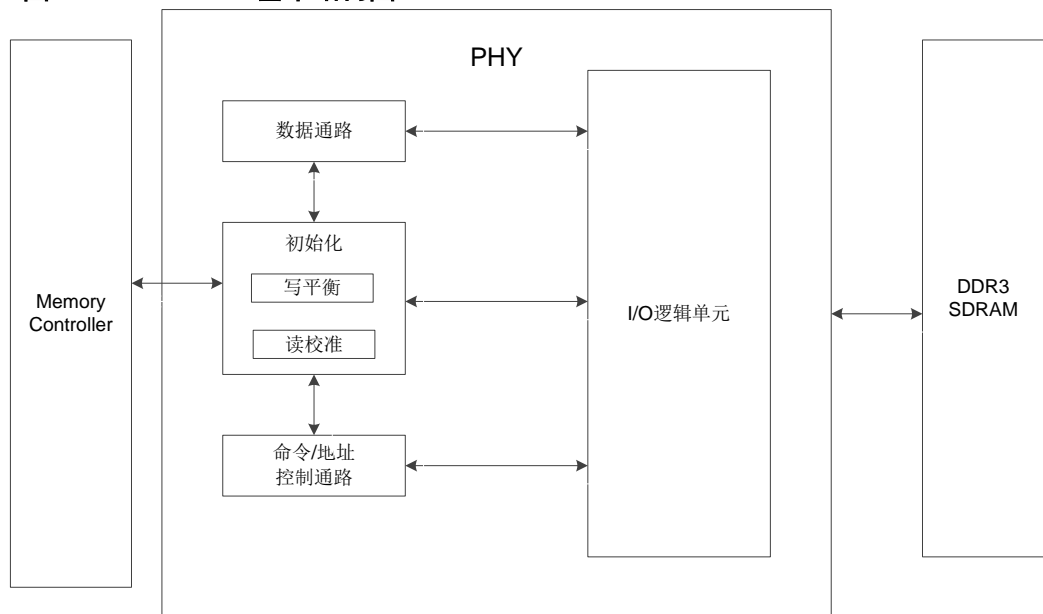 PHY
数据通路
初始化
写平衡
读校准
命令/地址
控制通路
I/O逻辑单元
Memory
Controller
DDR3
SDRAM